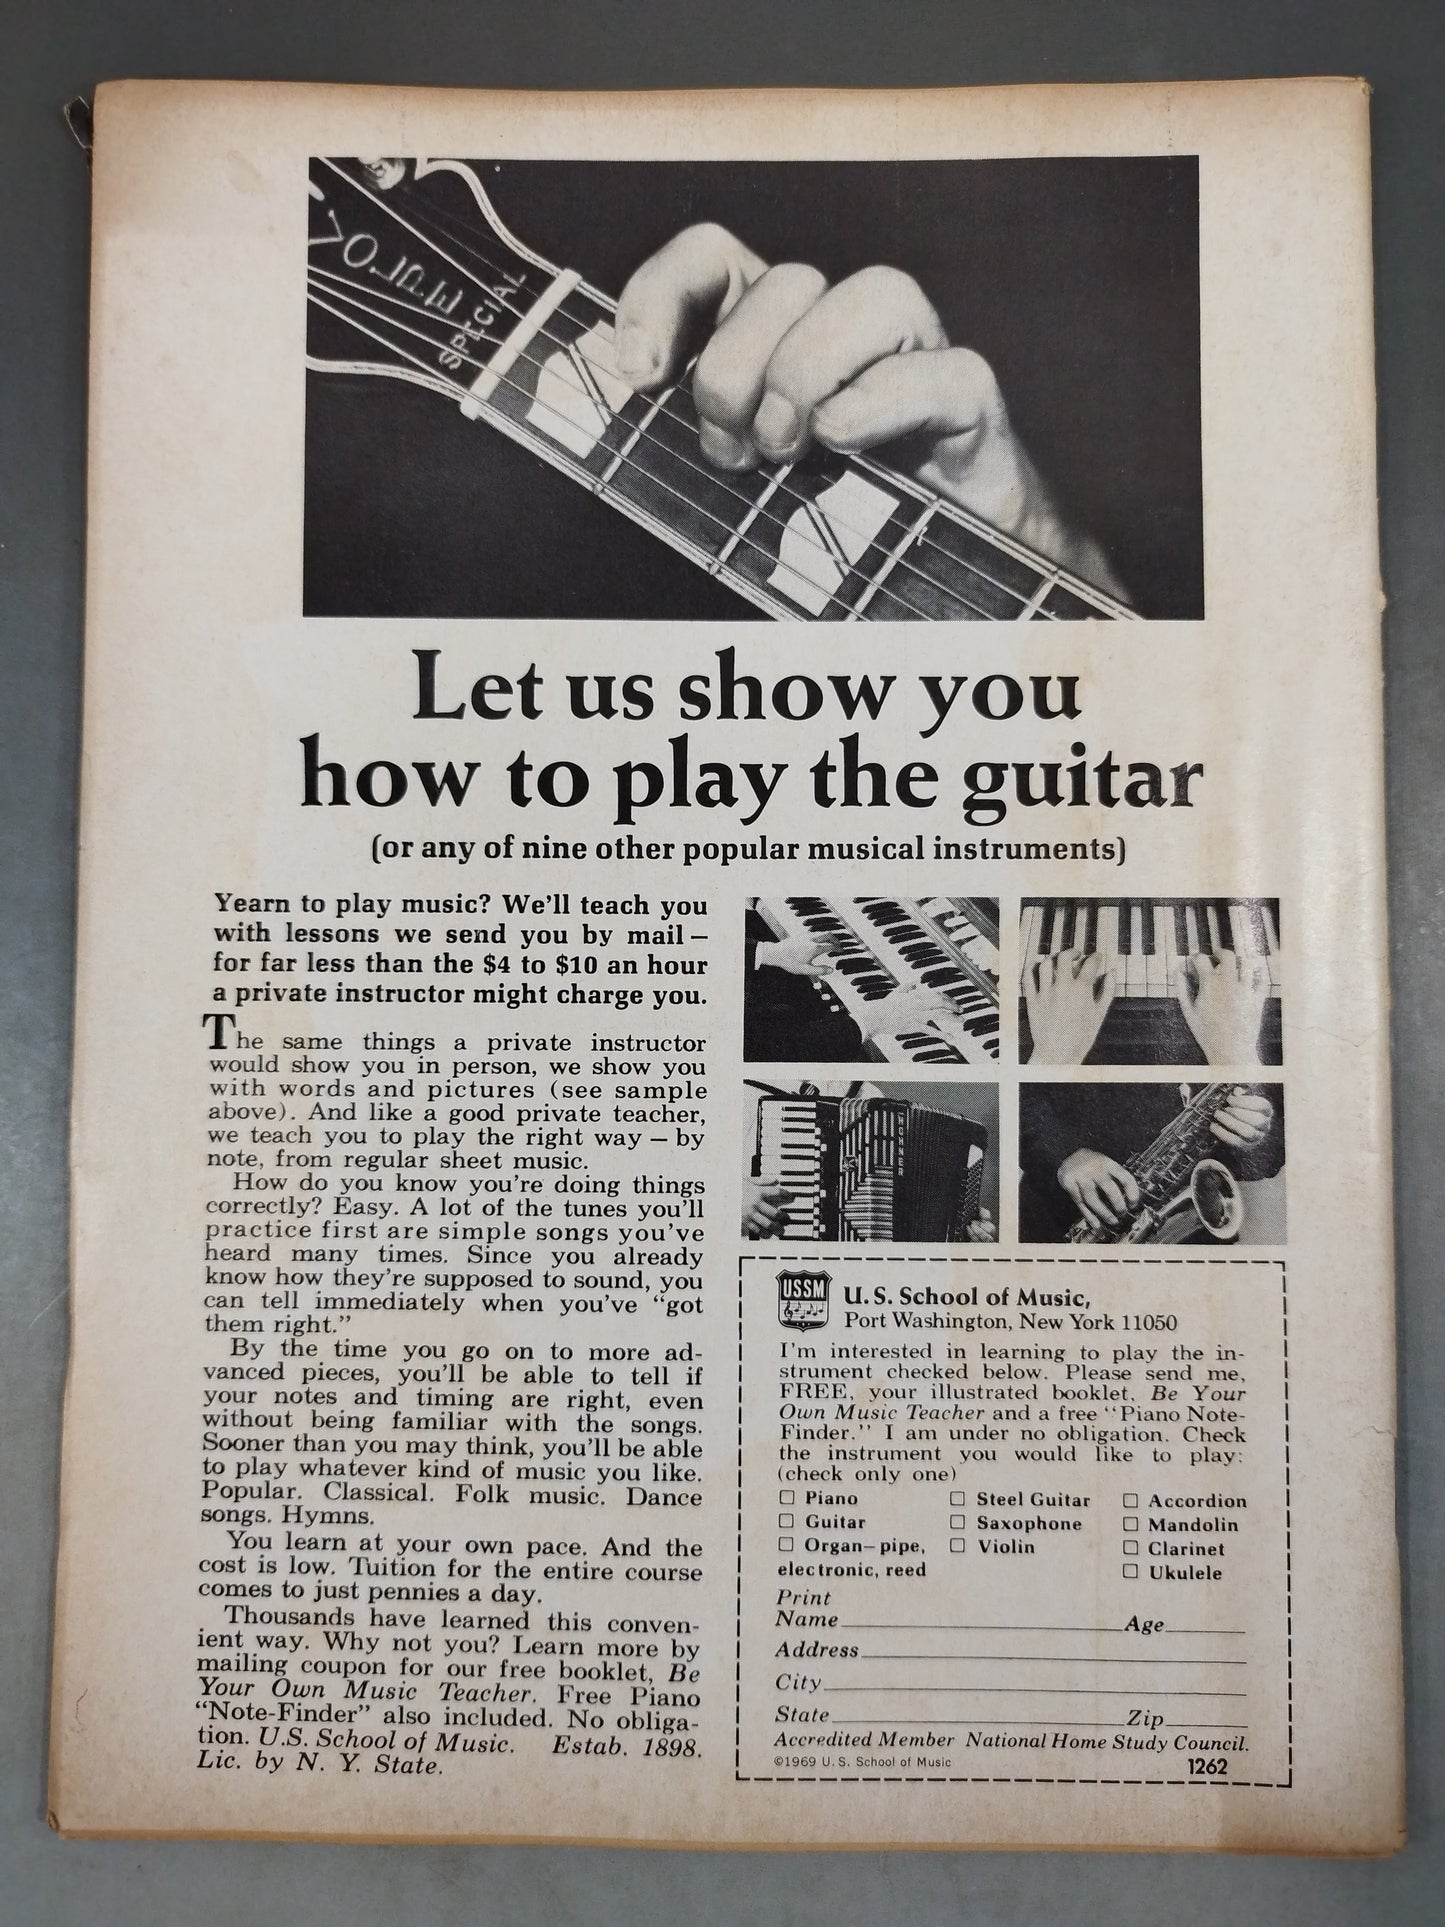 VOLPE
SPECIAL
Let us show you
how to play the guitar
(or any of nine other popular musical instruments)
Yearn to play music? We'll teach you
with lessons we send you by mail —
for far less than the $4 to $10 an hour
a private instructor might charge you.
The same things a private instructor
would show you in person, we show you
with words and pictures (see sample
above). And like a good private teacher,
we teach you to play the right way — by
note, from regular sheet music.
How do you know you're doing things
correctly? Easy. A lot of the tunes you'll
practice first are simple songs you've
heard many times. Since you already
know how they're supposed to sound, you
can tell immediately when you've "got
them right."
By the time you go on to more ad-
vanced pieces, you'll be able to tell if
your notes and timing are right, even
without being familiar with the songs.
Sooner than you may think, you'll be able
to play whatever kind of music you like.
Popular. Classical. Folk music. Dance
songs. Hymns.
You learn at your own pace. And the
cost is low. Tuition for the entire course
comes to just pennies a day.
Thousands have learned this conven-
ient way. Why not you? Learn more by
mailing coupon for our free booklet, Be
Your Own Music Teacher. Free Piano
"Note-Finder" also included. No obliga-
tion. U.S. School of Music. Estab. 1898.
Lic. by N. Y. State.
HOHNER
USSM
U. S. School of Music,
Port Washington, New York 11050
I'm interested in learning to play the in-
strument checked below. Please send me,
FREE, your illustrated booklet, Be Your
Own Music Teacher and a free "Piano Note-
Finder." I am under no obligation. Check
the instrument you would like to play:
(check only one)
☐ Piano ☐ Steel Guitar ☐ Accordion
☐ Guitar ☐ Saxophone ☐ Mandolin
☐ Organ—pipe, ☐ Violin ☐ Clarinet
electronic, reed ☐ Ukulele
Print
Name Age
Address
City
State Zip
Accredited Member National Home Study Council.
©1969 U. S. School of Music 1262